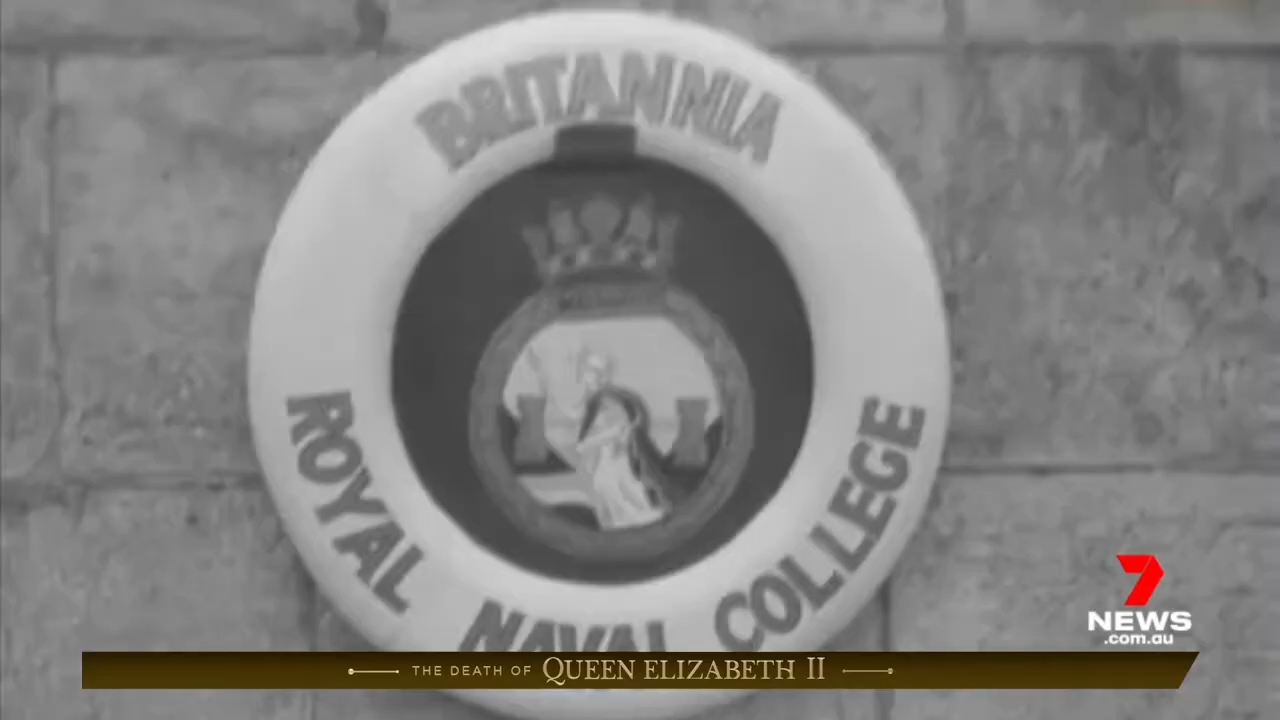 BRITANNIA
ROYAL NAVAL COLLEGE
7
NEWS
.com.au
THE DEATH OF QUEEN ELIZABETH II